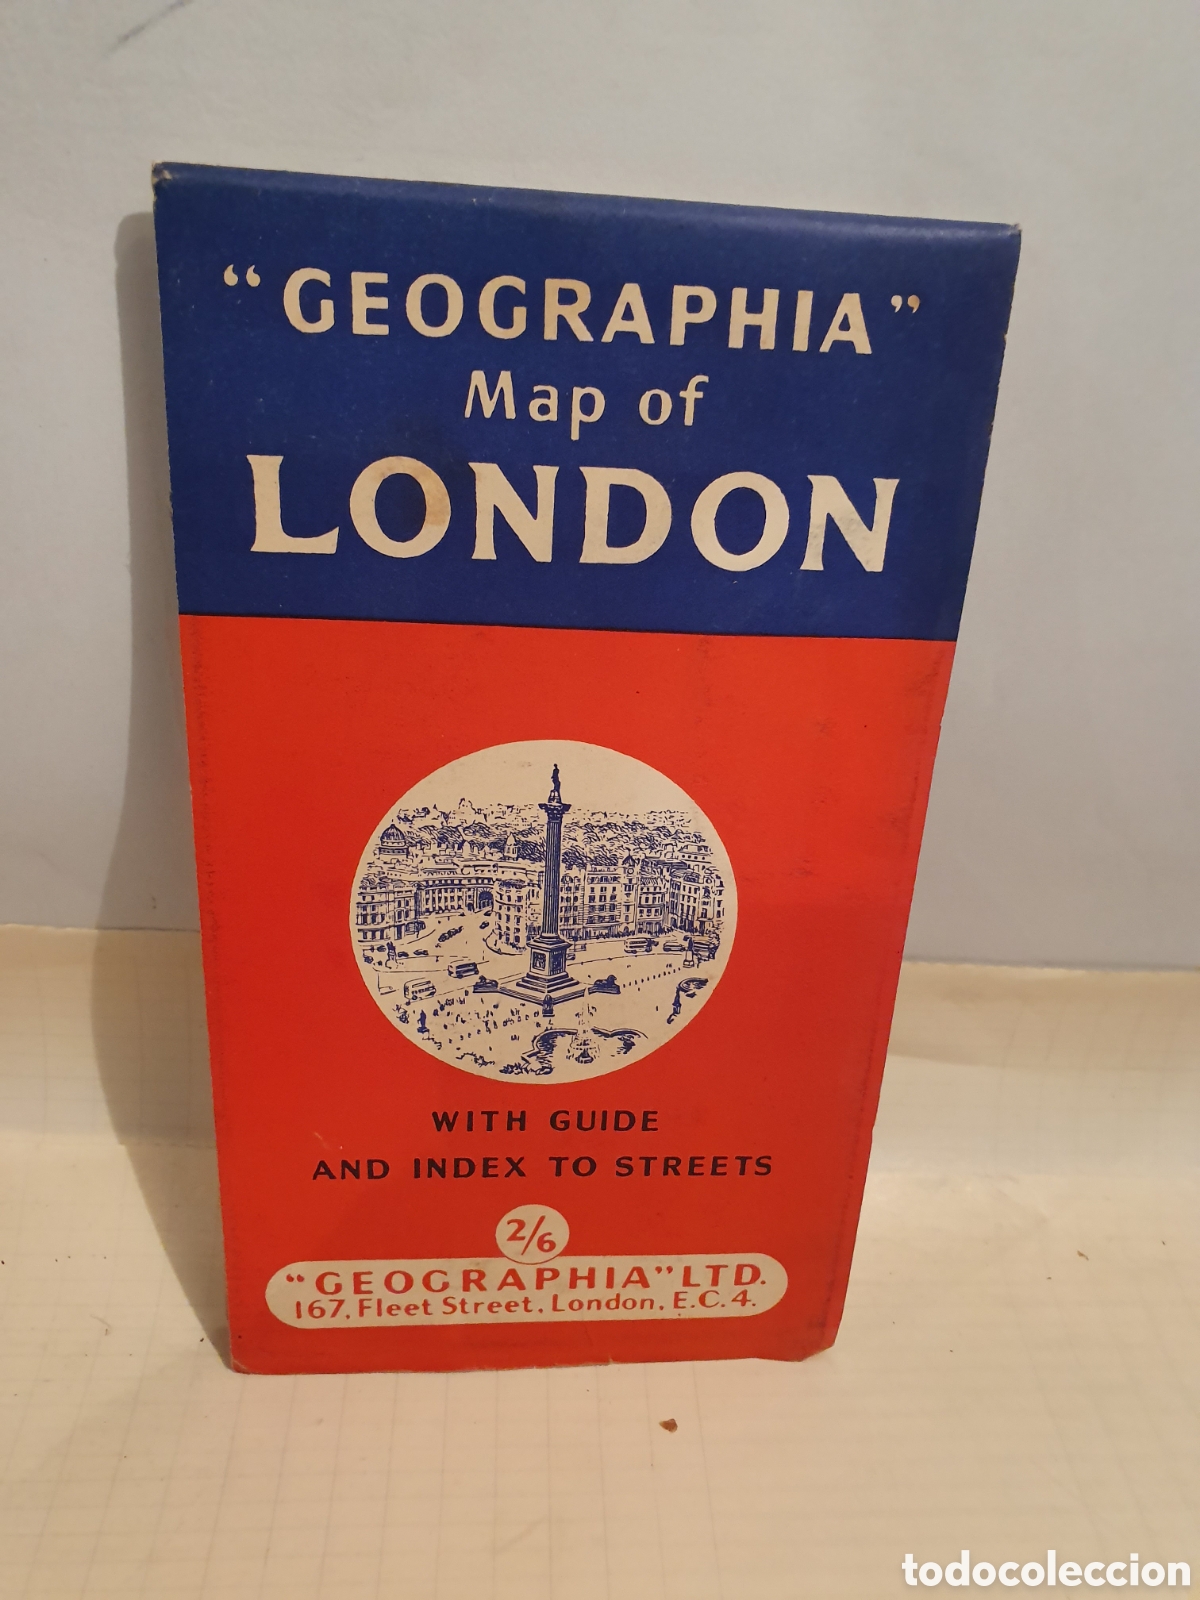 “GEOGRAPHIA”
Map of
LONDON
WITH GUIDE
AND INDEX TO STREETS
2/6
“GEOGRAPHIA” LTD.
167, Fleet Street, London, E.C.4.
todocoleccion